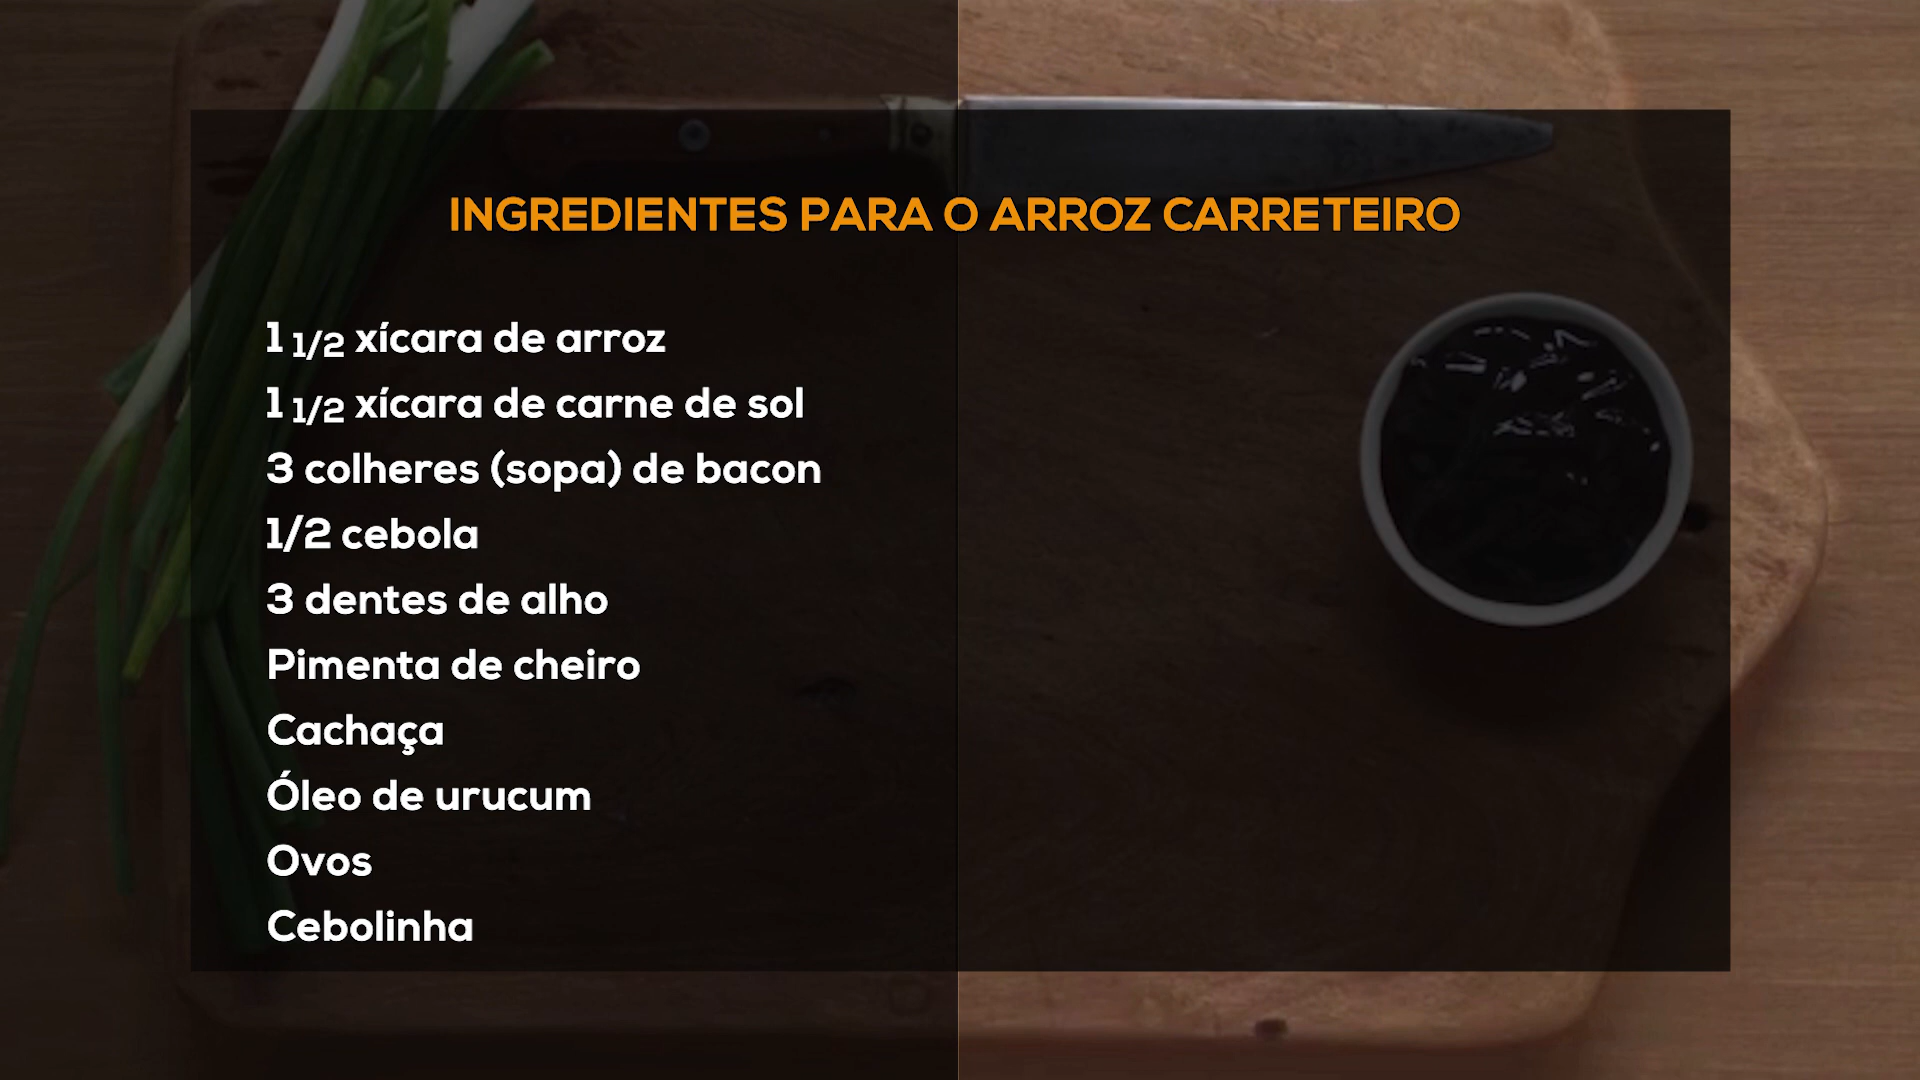 INGREDIENTES PARA O ARROZ CARRETEIRO
1 1/2 xícara de arroz
1 1/2 xícara de carne de sol
3 colheres (sopa) de bacon
1/2 cebola
3 dentes de alho
Pimenta de cheiro
Cachaça
Óleo de urucum
Ovos
Cebolinha